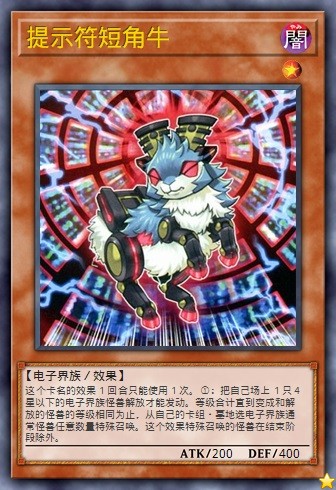 提示符短角牛
闇
【电子界族／效果】
这个卡名的效果１回合只能使用１次。①：把自己场上１只４
星以下的电子界族怪兽解放才能发动。等级合计直到变成和解
放的怪兽的等级相同为止，从自己的卡组·墓地选电子界族通
常怪兽任意数量特殊召唤。这个效果特殊召唤的怪兽在结束阶
段除外。
ATK/200 DEF/400